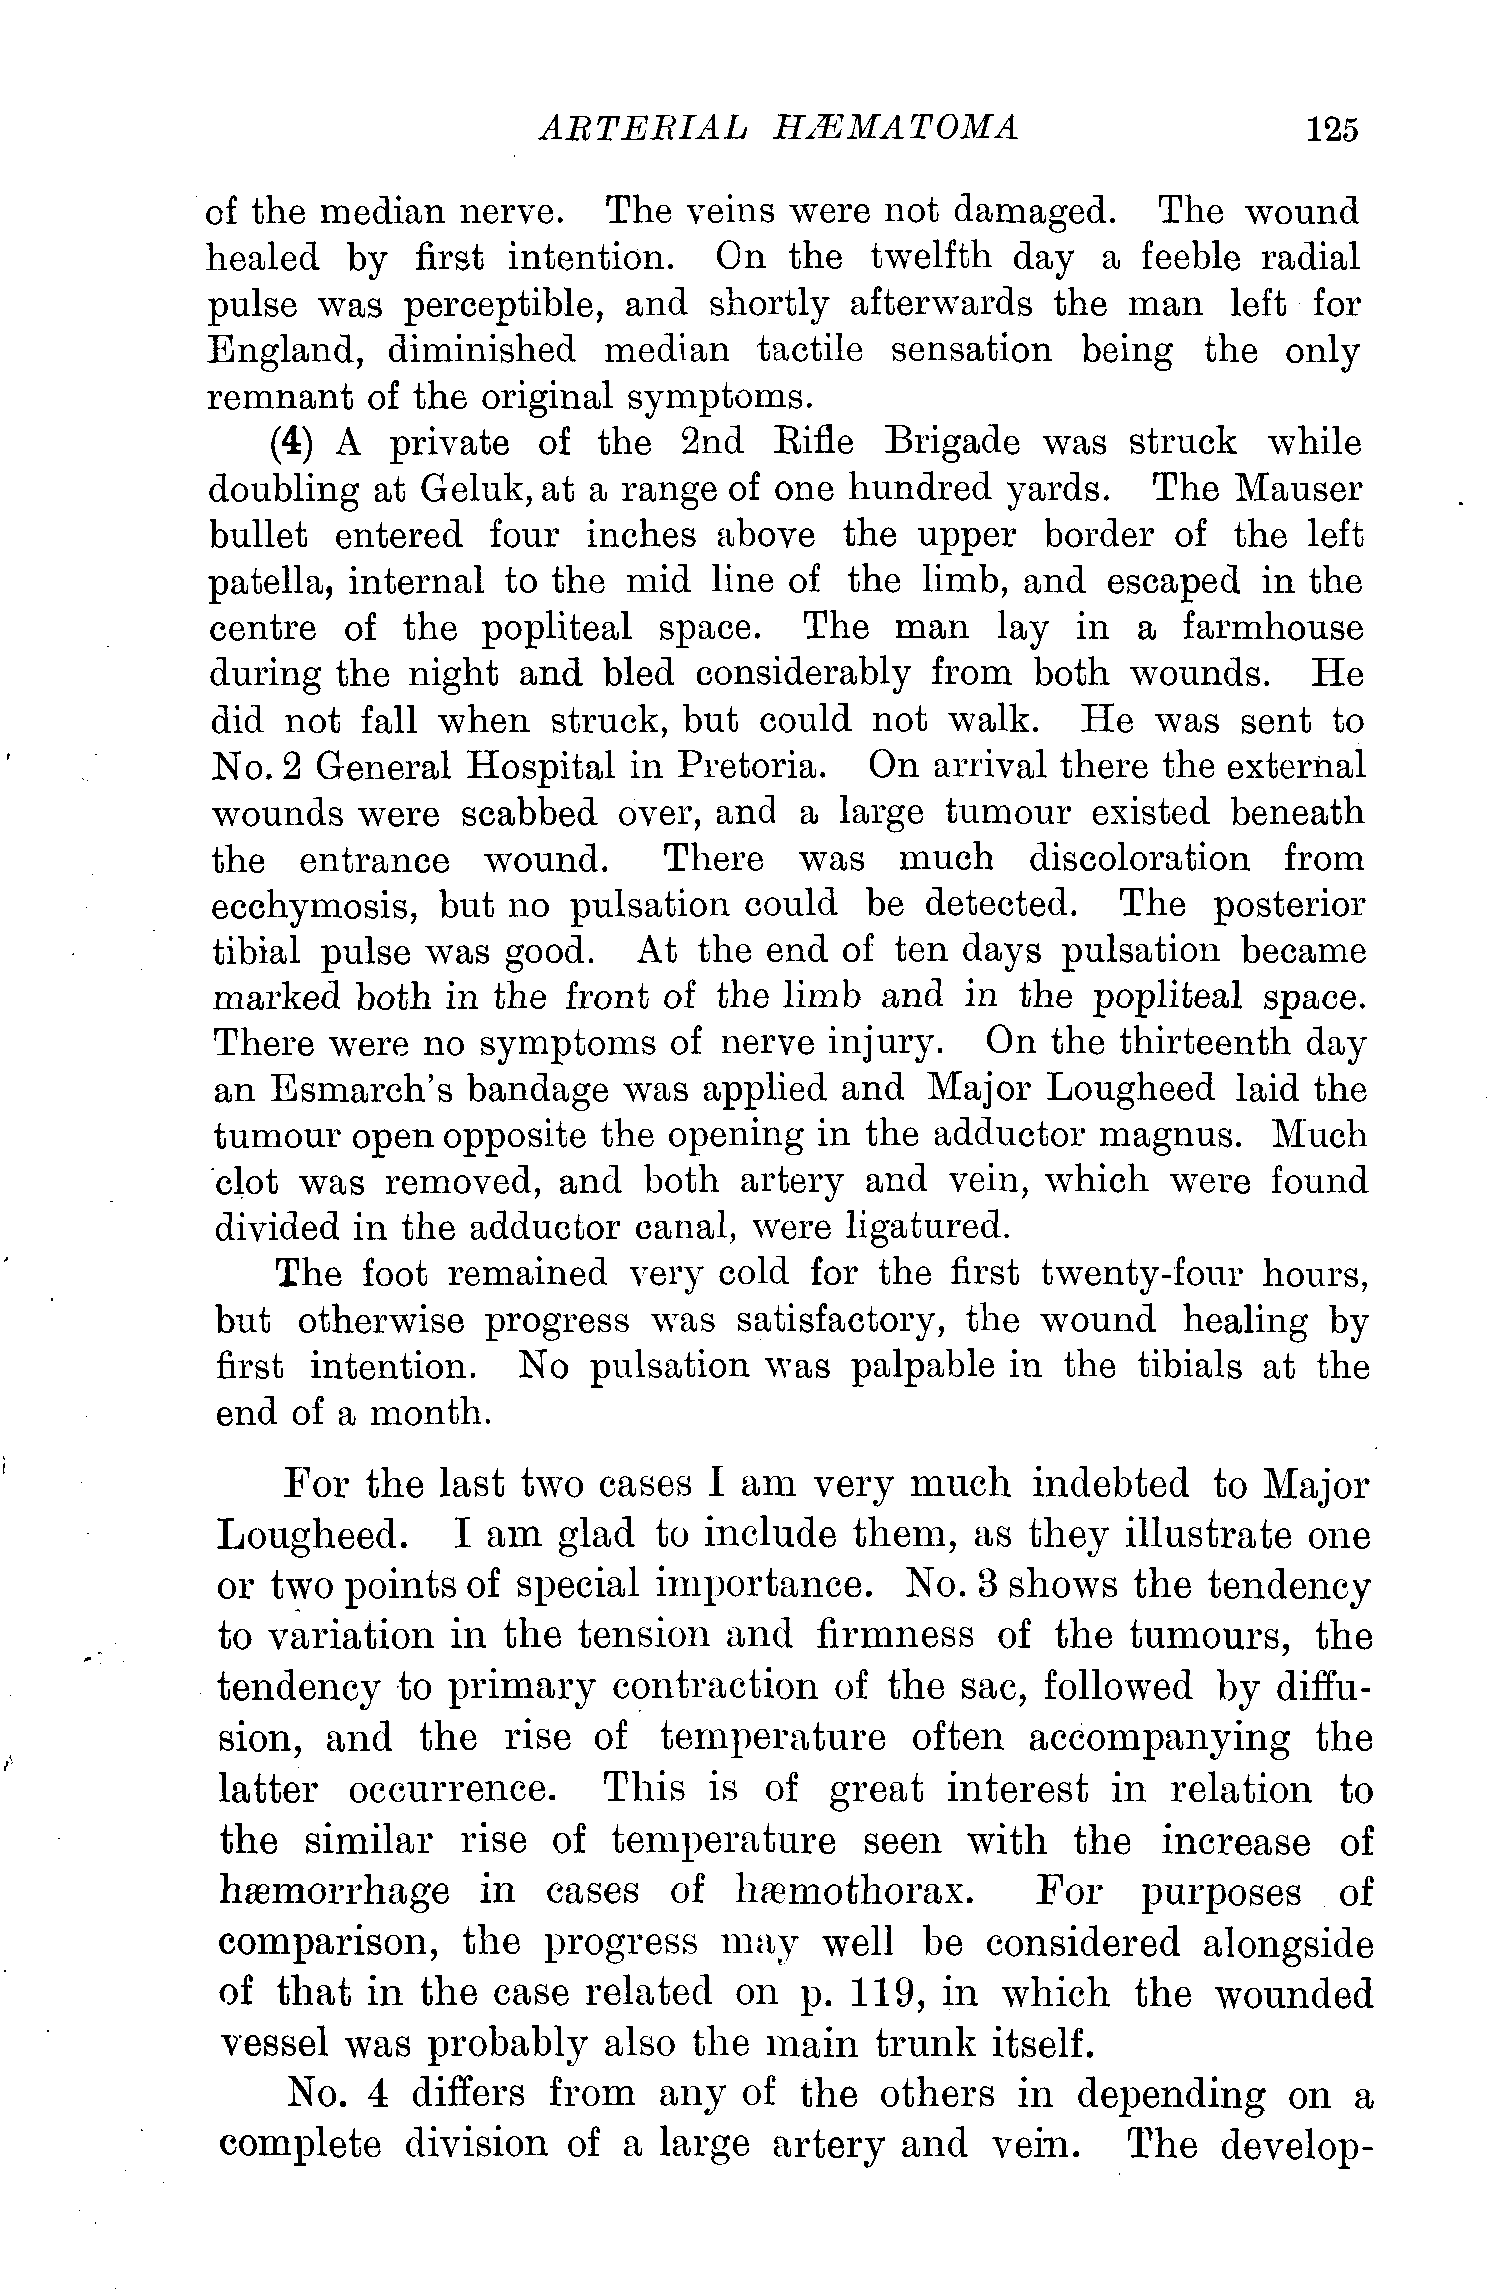 ARTERIAL HÆMATOMA 125
of the median nerve. The veins were not damaged. The wound
healed by first intention. On the twelfth day a feeble radial
pulse was perceptible, and shortly afterwards the man left for
England, diminished median tactile sensation being the only
remnant of the original symptoms.
(4) A private of the 2nd Rifle Brigade was struck while
doubling at Geluk, at a range of one hundred yards. The Mauser
bullet entered four inches above the upper border of the left
patella, internal to the mid line of the limb, and escaped in the
centre of the popliteal space. The man lay in a farmhouse
during the night and bled considerably from both wounds. He
did not fall when struck, but could not walk. He was sent to
No. 2 General Hospital in Pretoria. On arrival there the external
wounds were scabbed over, and a large tumour existed beneath
the entrance wound. There was much discoloration from
ecchymosis, but no pulsation could be detected. The posterior
tibial pulse was good. At the end of ten days pulsation became
marked both in the front of the limb and in the popliteal space.
There were no symptoms of nerve injury. On the thirteenth day
an Esmarch's bandage was applied and Major Lougheed laid the
tumour open opposite the opening in the adductor magnus. Much
clot was removed, and both artery and vein, which were found
divided in the adductor canal, were ligatured.
The foot remained very cold for the first twenty-four hours,
but otherwise progress was satisfactory, the wound healing by
first intention. No pulsation was palpable in the tibials at the
end of a month.
For the last two cases I am very much indebted to Major
Lougheed. I am glad to include them, as they illustrate one
or two points of special importance. No. 3 shows the tendency
to variation in the tension and firmness of the tumours, the
tendency to primary contraction of the sac, followed by diffu-
sion, and the rise of temperature often accompanying the
latter occurrence. This is of great interest in relation to
the similar rise of temperature seen with the increase of
hæmorrhage in cases of hæmothorax. For purposes of
comparison, the progress may well be considered alongside
of that in the case related on p. 119, in which the wounded
vessel was probably also the main trunk itself.
No. 4 differs from any of the others in depending on a
complete division of a large artery and vein. The develop-